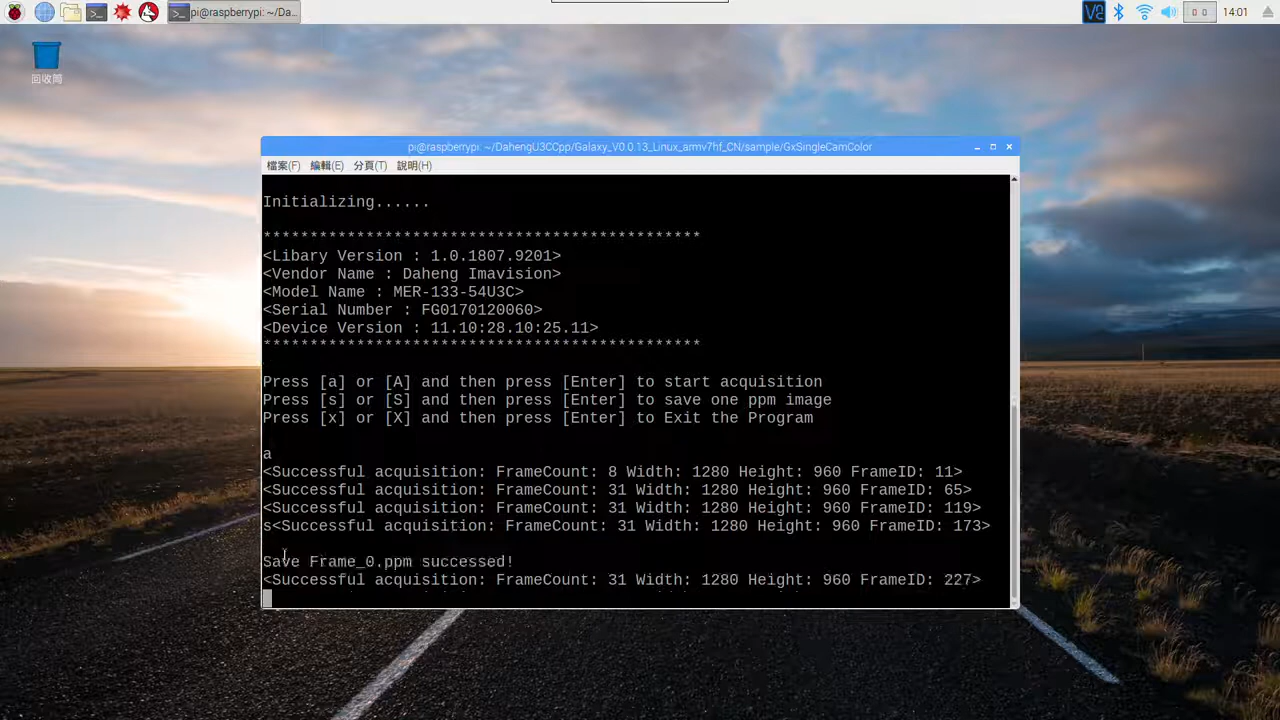 pi@raspberrypi: ~/Da...
14:01
回收筒
pi@raspberrypi: ~/DahengU3CCpp/Galaxy_V0.0.13_Linux_armv7hf_CN/sample/GxSingleCamColor
檔案(F) 編輯(E) 分頁(T) 說明(H)
Initializing......
***********************************************
<Libary Version : 1.0.1807.9201>
<Vendor Name : Daheng Imavision>
<Model Name : MER-133-54U3C>
<Serial Number : FG0170120060>
<Device Version : 11.10:28.10:25.11>
***********************************************
Press [a] or [A] and then press [Enter] to start acquisition
Press [s] or [S] and then press [Enter] to save one ppm image
Press [x] or [X] and then press [Enter] to Exit the Program
a
<Successful acquisition: FrameCount: 8 Width: 1280 Height: 960 FrameID: 11>
<Successful acquisition: FrameCount: 31 Width: 1280 Height: 960 FrameID: 65>
<Successful acquisition: FrameCount: 31 Width: 1280 Height: 960 FrameID: 119>
s<Successful acquisition: FrameCount: 31 Width: 1280 Height: 960 FrameID: 173>
Save Frame_0.ppm successed!
<Successful acquisition: FrameCount: 31 Width: 1280 Height: 960 FrameID: 227>